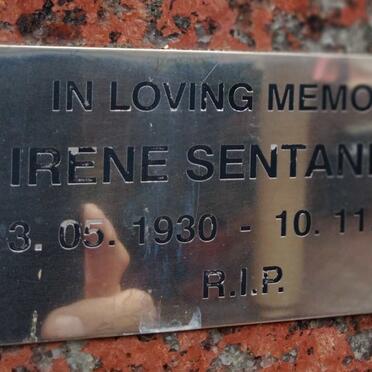 IN LOVING MEMO
IRENE SENTAN
3. 05. 1930 - 10. 11
R.I.P.